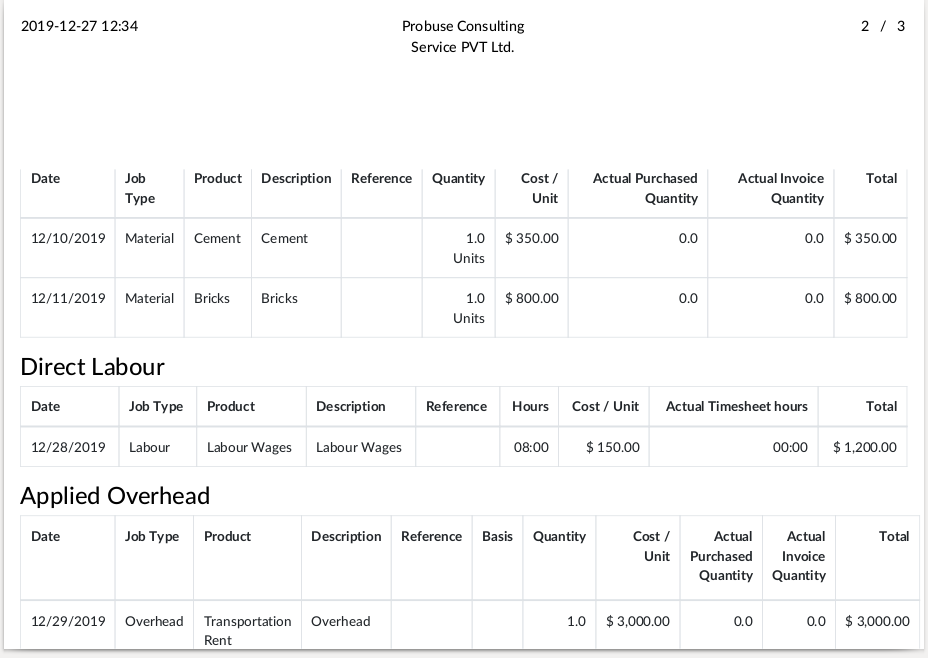 2019-12-27 12:34 Probuse Consulting 2 / 3
Service PVT Ltd.
Date Job Product Description Reference Quantity Cost / Actual Purchased Actual Invoice Total
Type Unit Quantity Quantity
12/10/2019 Material Cement Cement 1.0 $ 350.00 0.0 0.0 $ 350.00
Units
12/11/2019 Material Bricks Bricks 1.0 $ 800.00 0.0 0.0 $ 800.00
Units
Direct Labour
Date Job Type Product Description Reference Hours Cost / Unit Actual Timesheet hours Total
12/28/2019 Labour Labour Wages Labour Wages 08:00 $ 150.00 00:00 $ 1,200.00
Applied Overhead
Date Job Type Product Description Reference Basis Quantity Cost / Actual Actual Total
Unit Purchased Invoice
Quantity Quantity
12/29/2019 Overhead Transportation Overhead 1.0 $ 3,000.00 0.0 0.0 $ 3,000.00
Rent